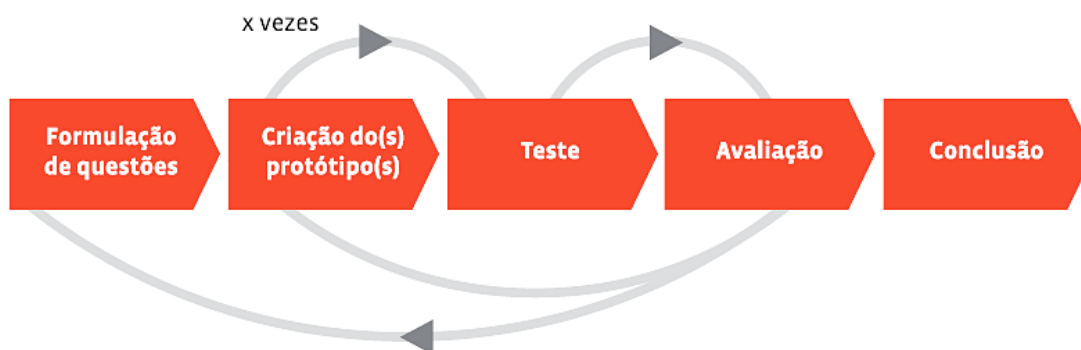 x vezes
Formulação
de questões
Criação do(s)
protótipo(s)
Teste
Avaliação
Conclusão